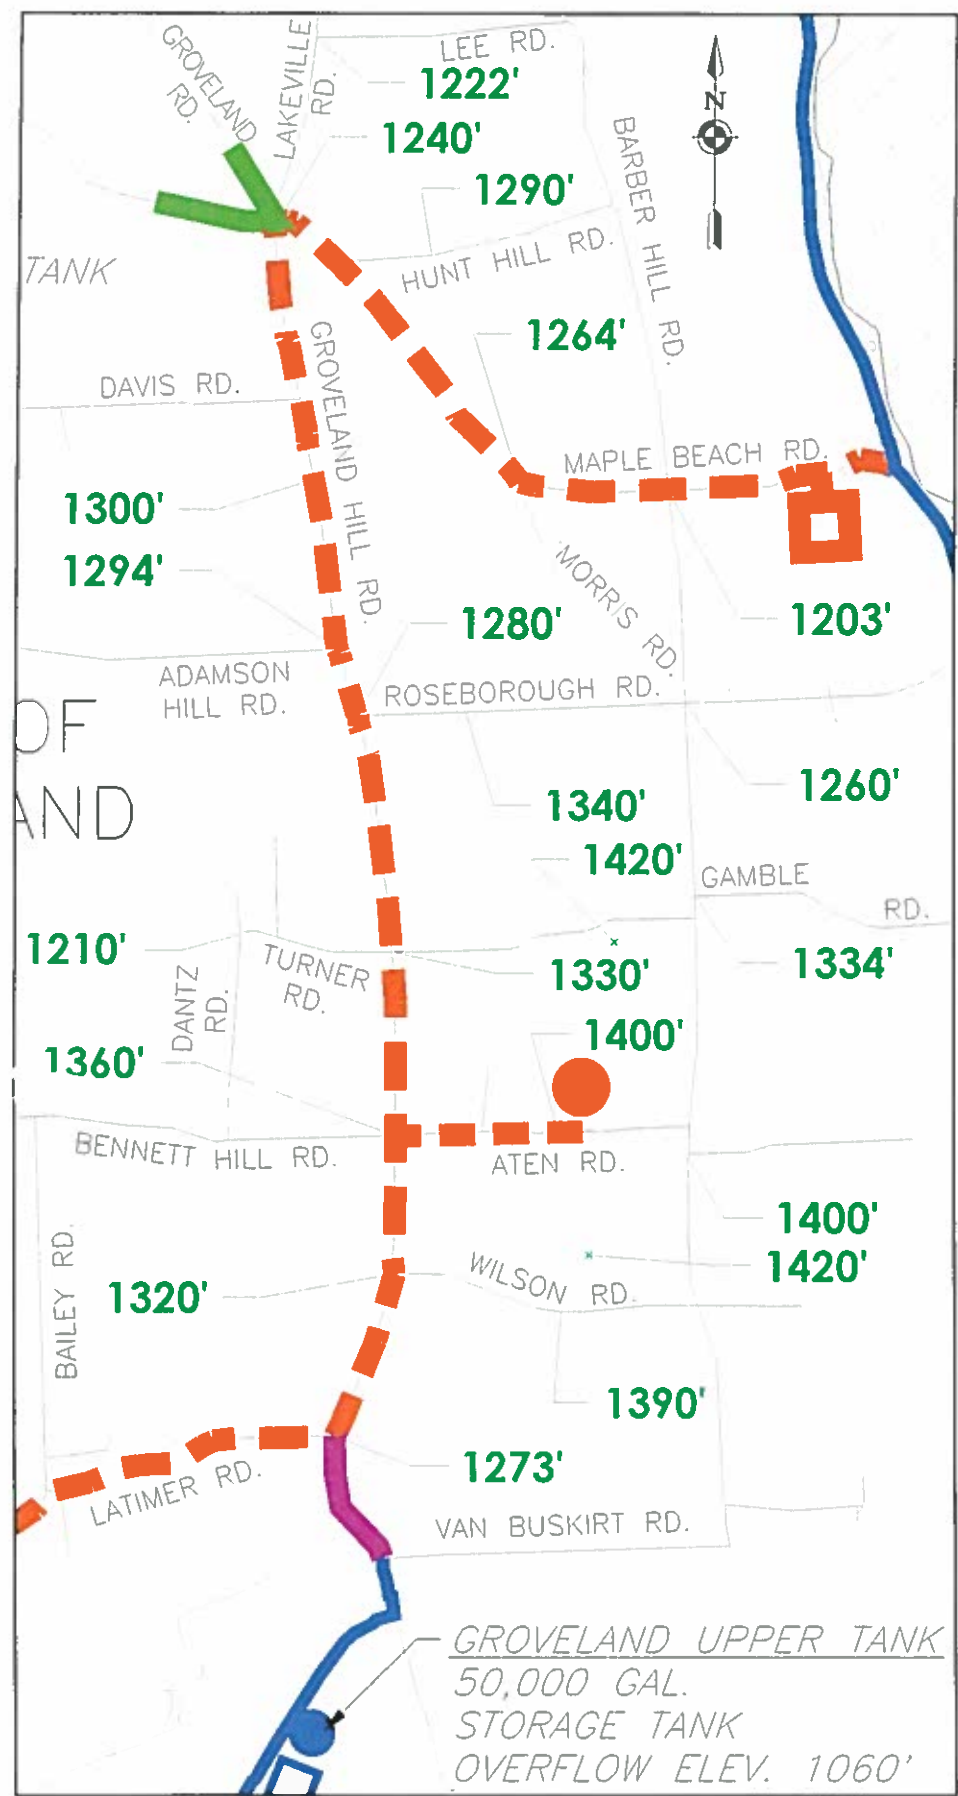 GROVELAND
RD.
LAKEVILLE
RD.
LEE RD.
1222'
1240'
1290'
N
BARBER HILL RD.
HUNT HILL RD.
TANK
1264'
GROVELAND HILL RD.
DAVIS RD.
MAPLE BEACH RD.
1300'
1294'
MORRIS RD.
1280'
1203'
ADAMSON
HILL RD.
ROSEBOROUGH RD.
OF
AND
1260'
1340'
1420'
GAMBLE
RD.
1210'
TURNER
RD.
DANTZ
RD.
1330'
1334'
1400'
1360'
BENNETT HILL RD.
ATEN RD.
1400'
1420'
WILSON RD.
BAILEY RD.
1320'
1390'
1273'
LATIMER RD.
VAN BUSKIRT RD.
GROVELAND UPPER TANK
50,000 GAL.
STORAGE TANK
OVERFLOW ELEV. 1060'